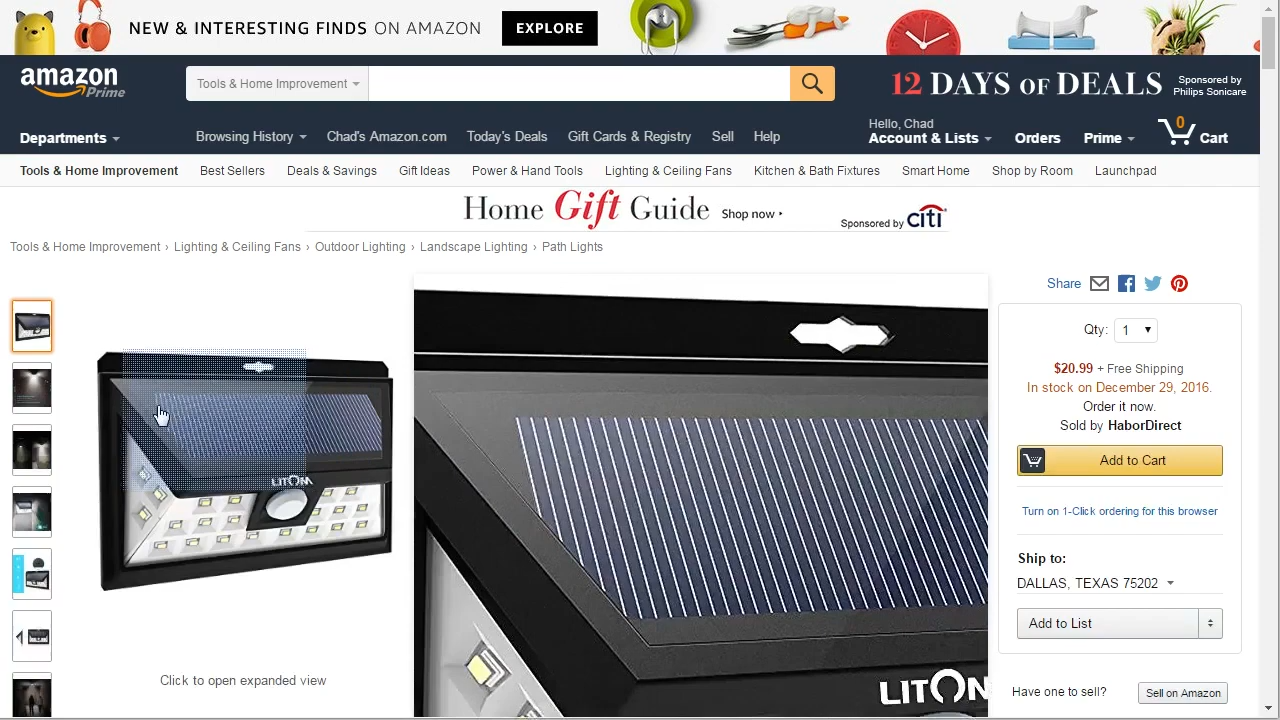 NEW & INTERESTING FINDS ON AMAZON EXPLORE
amazon Prime
Tools & Home Improvement
12 DAYS OF DEALS
Sponsored by
Philips Sonicare
Departments
Browsing History
Chad's Amazon.com
Today's Deals
Gift Cards & Registry
Sell
Help
Hello, Chad
Account & Lists
Orders
Prime
0
Cart
Tools & Home Improvement
Best Sellers
Deals & Savings
Gift Ideas
Power & Hand Tools
Lighting & Ceiling Fans
Kitchen & Bath Fixtures
Smart Home
Shop by Room
Launchpad
Home Gift Guide Shop now ›
Sponsored by citi
Tools & Home Improvement › Lighting & Ceiling Fans › Outdoor Lighting › Landscape Lighting › Path Lights
LITOM
Click to open expanded view
LITOM
Share
Qty: 1
$20.99 + Free Shipping
In stock on December 29, 2016.
Order it now.
Sold by HaborDirect
Add to Cart
Turn on 1-Click ordering for this browser
Ship to:
DALLAS, TEXAS 75202
Add to List
Have one to sell?
Sell on Amazon